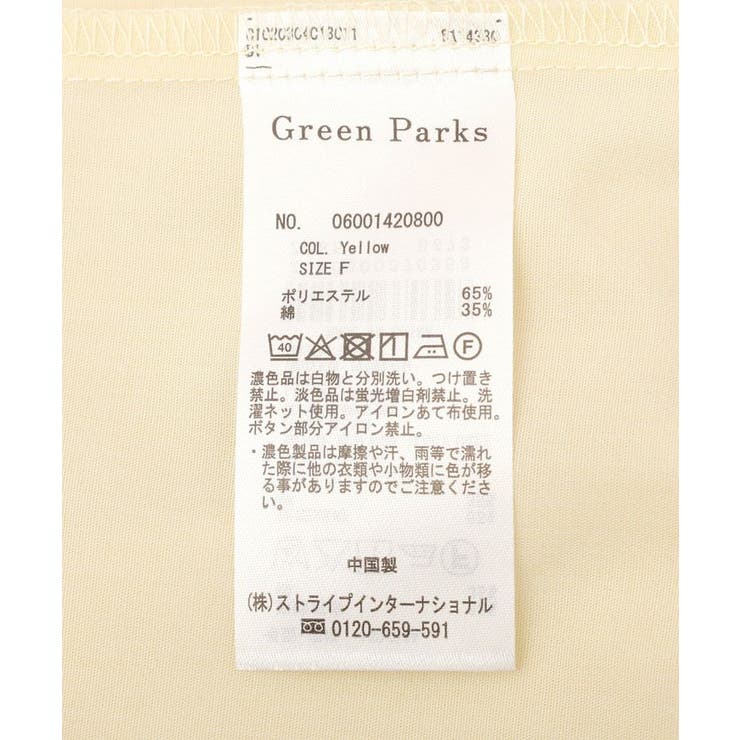 Green Parks
NO. 06001420800
COL. Yellow
SIZE F
ポリエステル 65%
綿 35%
40 F
濃色品は白物と分別洗い。つけ置き
禁止。淡色品は蛍光増白剤禁止。洗
濯ネット使用。アイロンあて布使用。
ボタン部分アイロン禁止。
・濃色製品は摩擦や汗、雨等で濡れ
た際に他の衣類や小物類に色が移
る事がありますのでご注意くださ
い。
中国製
(株)ストライプインターナショナル
0120-659-591